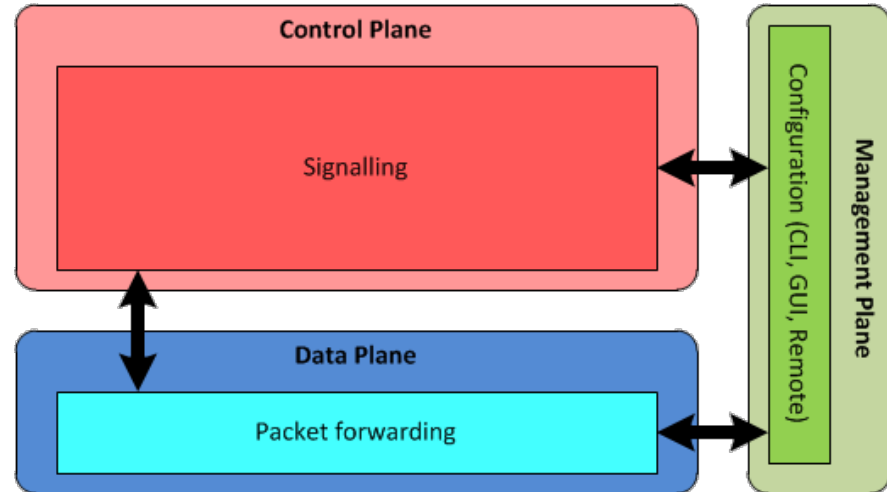 Control Plane
Signalling
Data Plane
Packet forwarding
Configuration (CLI, GUI, Remote)
Management Plane